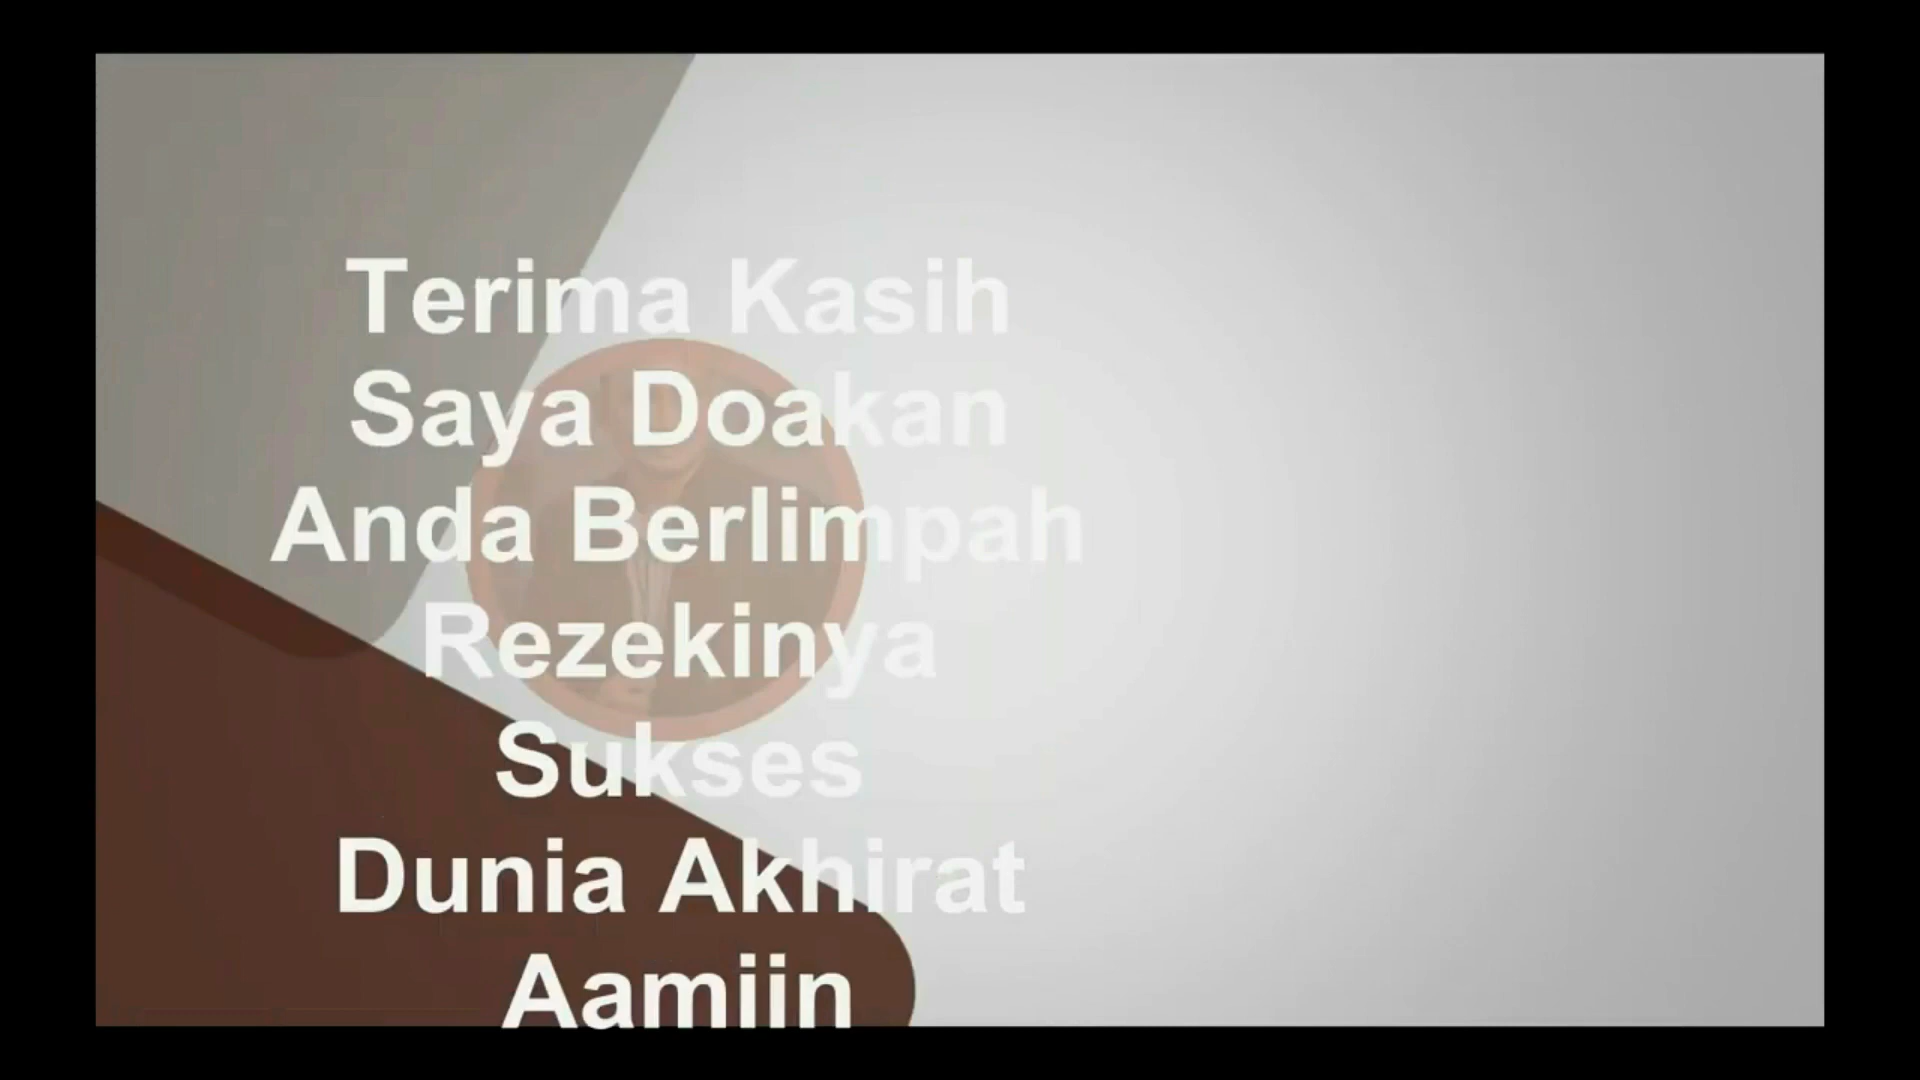 Terima Kasih
Saya Doakan
Anda Berlimpah
Rezekinya
Sukses
Dunia Akhirat
Aamiin